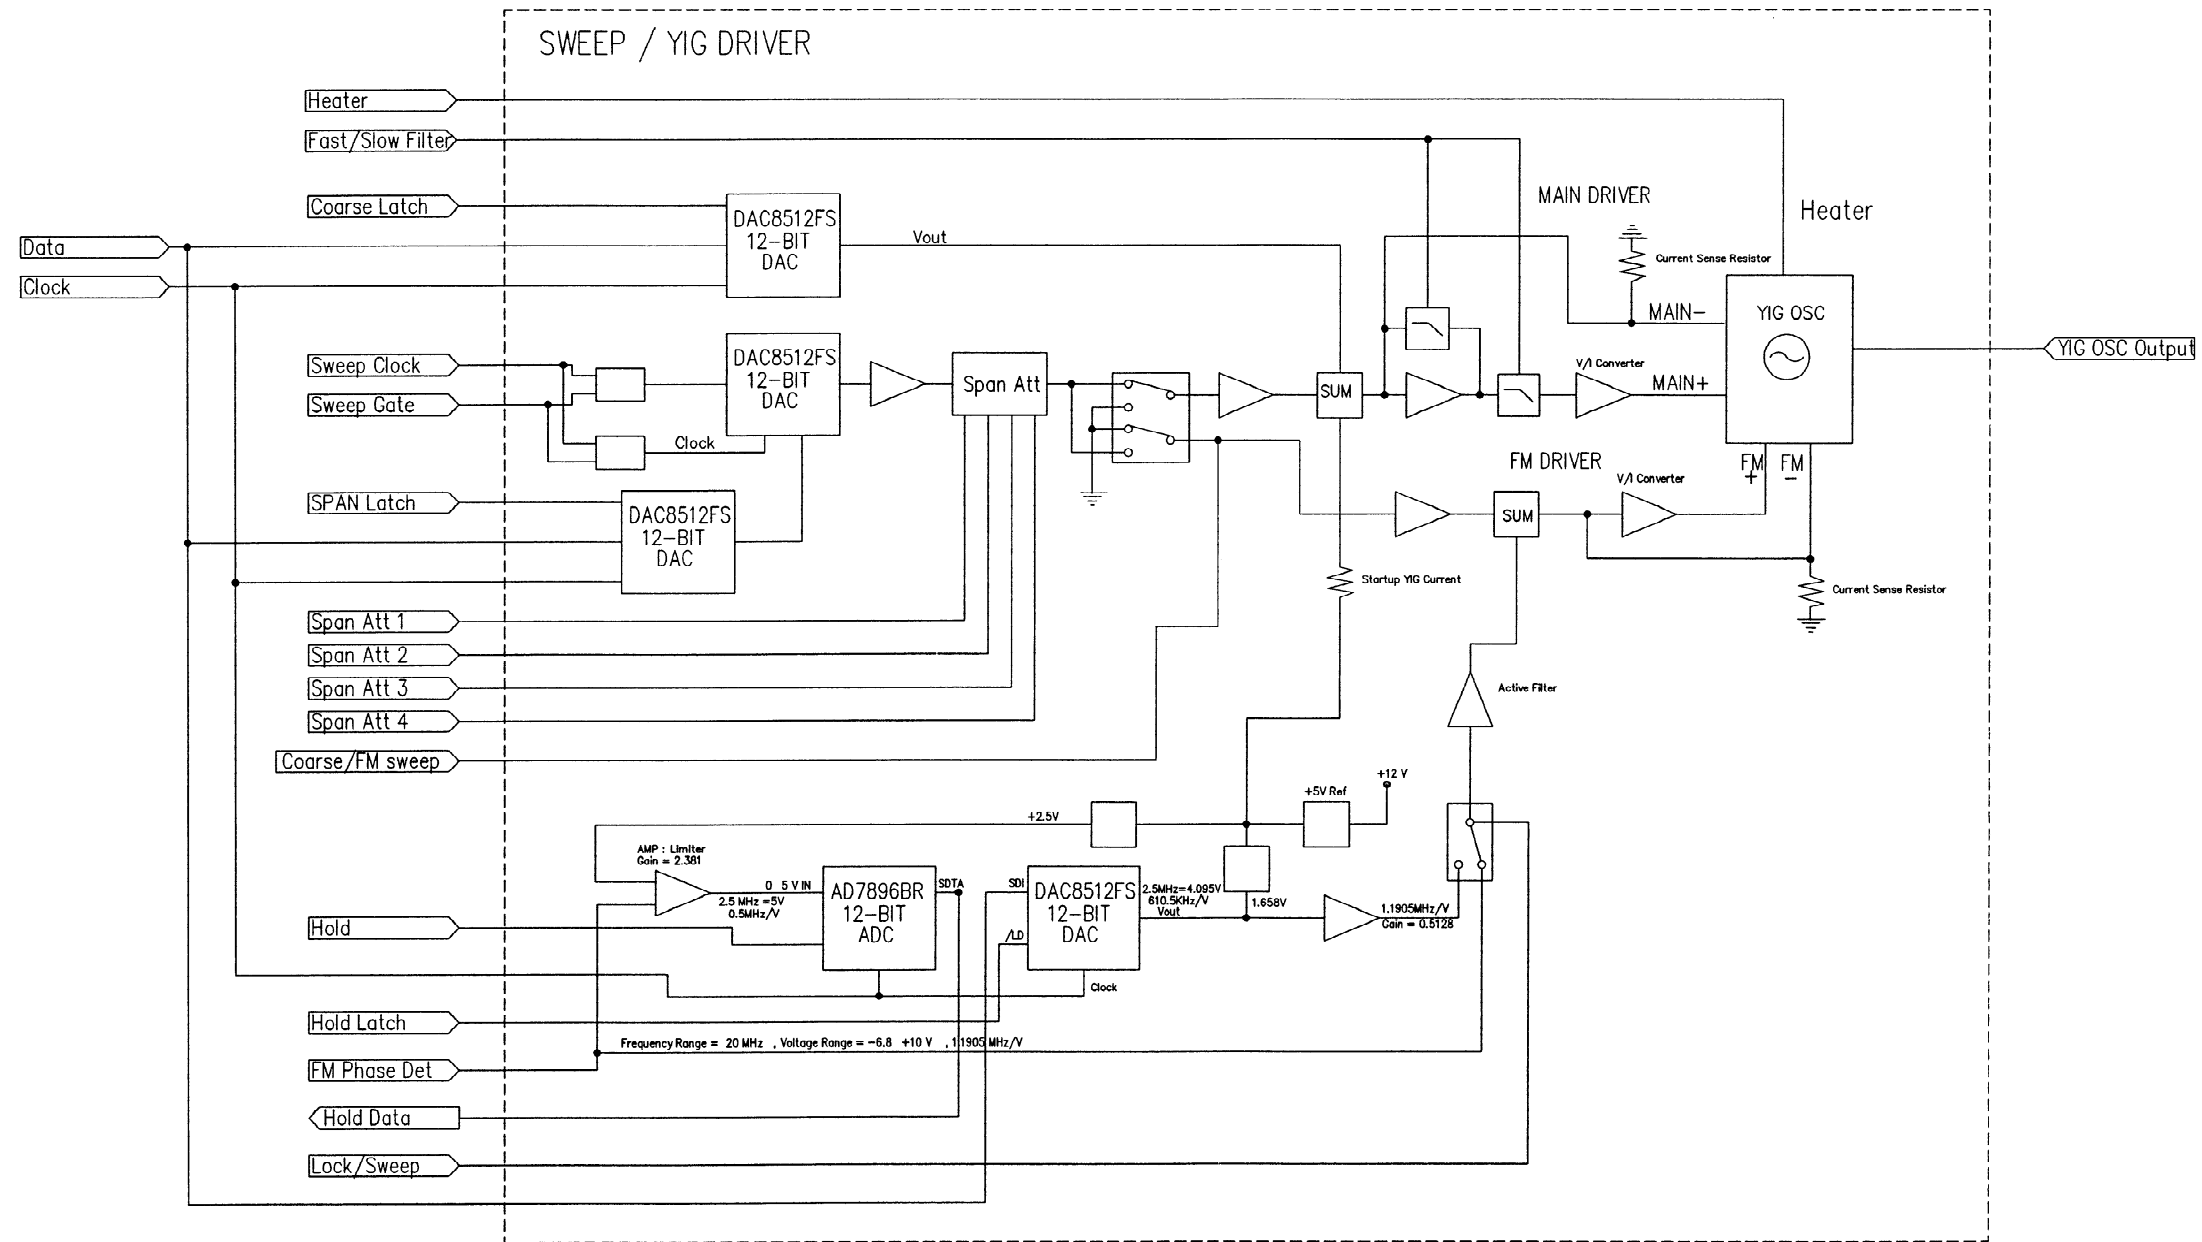 SWEEP / YIG DRIVER
Heater
Fast/Slow Filter
MAIN DRIVER
Heater
Coarse Latch
DAC8512FS
12-BIT
DAC
Vout
Data
Clock
Current Sense Resistor
MAIN-
YIG OSC
YIG OSC Output
Sweep Clock
Sweep Gate
DAC8512FS
12-BIT
DAC
Span Att
SUM
V/I Converter
MAIN+
Clock
FM DRIVER
FM
+
FM
-
V/I Converter
SPAN Latch
DAC8512FS
12-BIT
DAC
SUM
Startup YIG Current
Current Sense Resistor
Span Att 1
Span Att 2
Span Att 3
Span Att 4
Active Filter
Coarse/FM sweep
+12 V
+5V Ref
+2.5V
AMP : Limiter
Gain = 2.381
0 5 V IN
2.5 MHz =5V
0.5MHz/V
AD7896BR
12-BIT
ADC
SDTA
SDI
/LD
DAC8512FS
12-BIT
DAC
2.5MHz=4.095V
610.5KHz/V
Vout
1.658V
1.1905MHz/V
Gain = 0.5128
Hold
Clock
Hold Latch
Frequency Range = 20 MHz , Voltage Range = -6.8 +10 V , 1.1905 MHz/V
FM Phase Det
Hold Data
Lock/Sweep